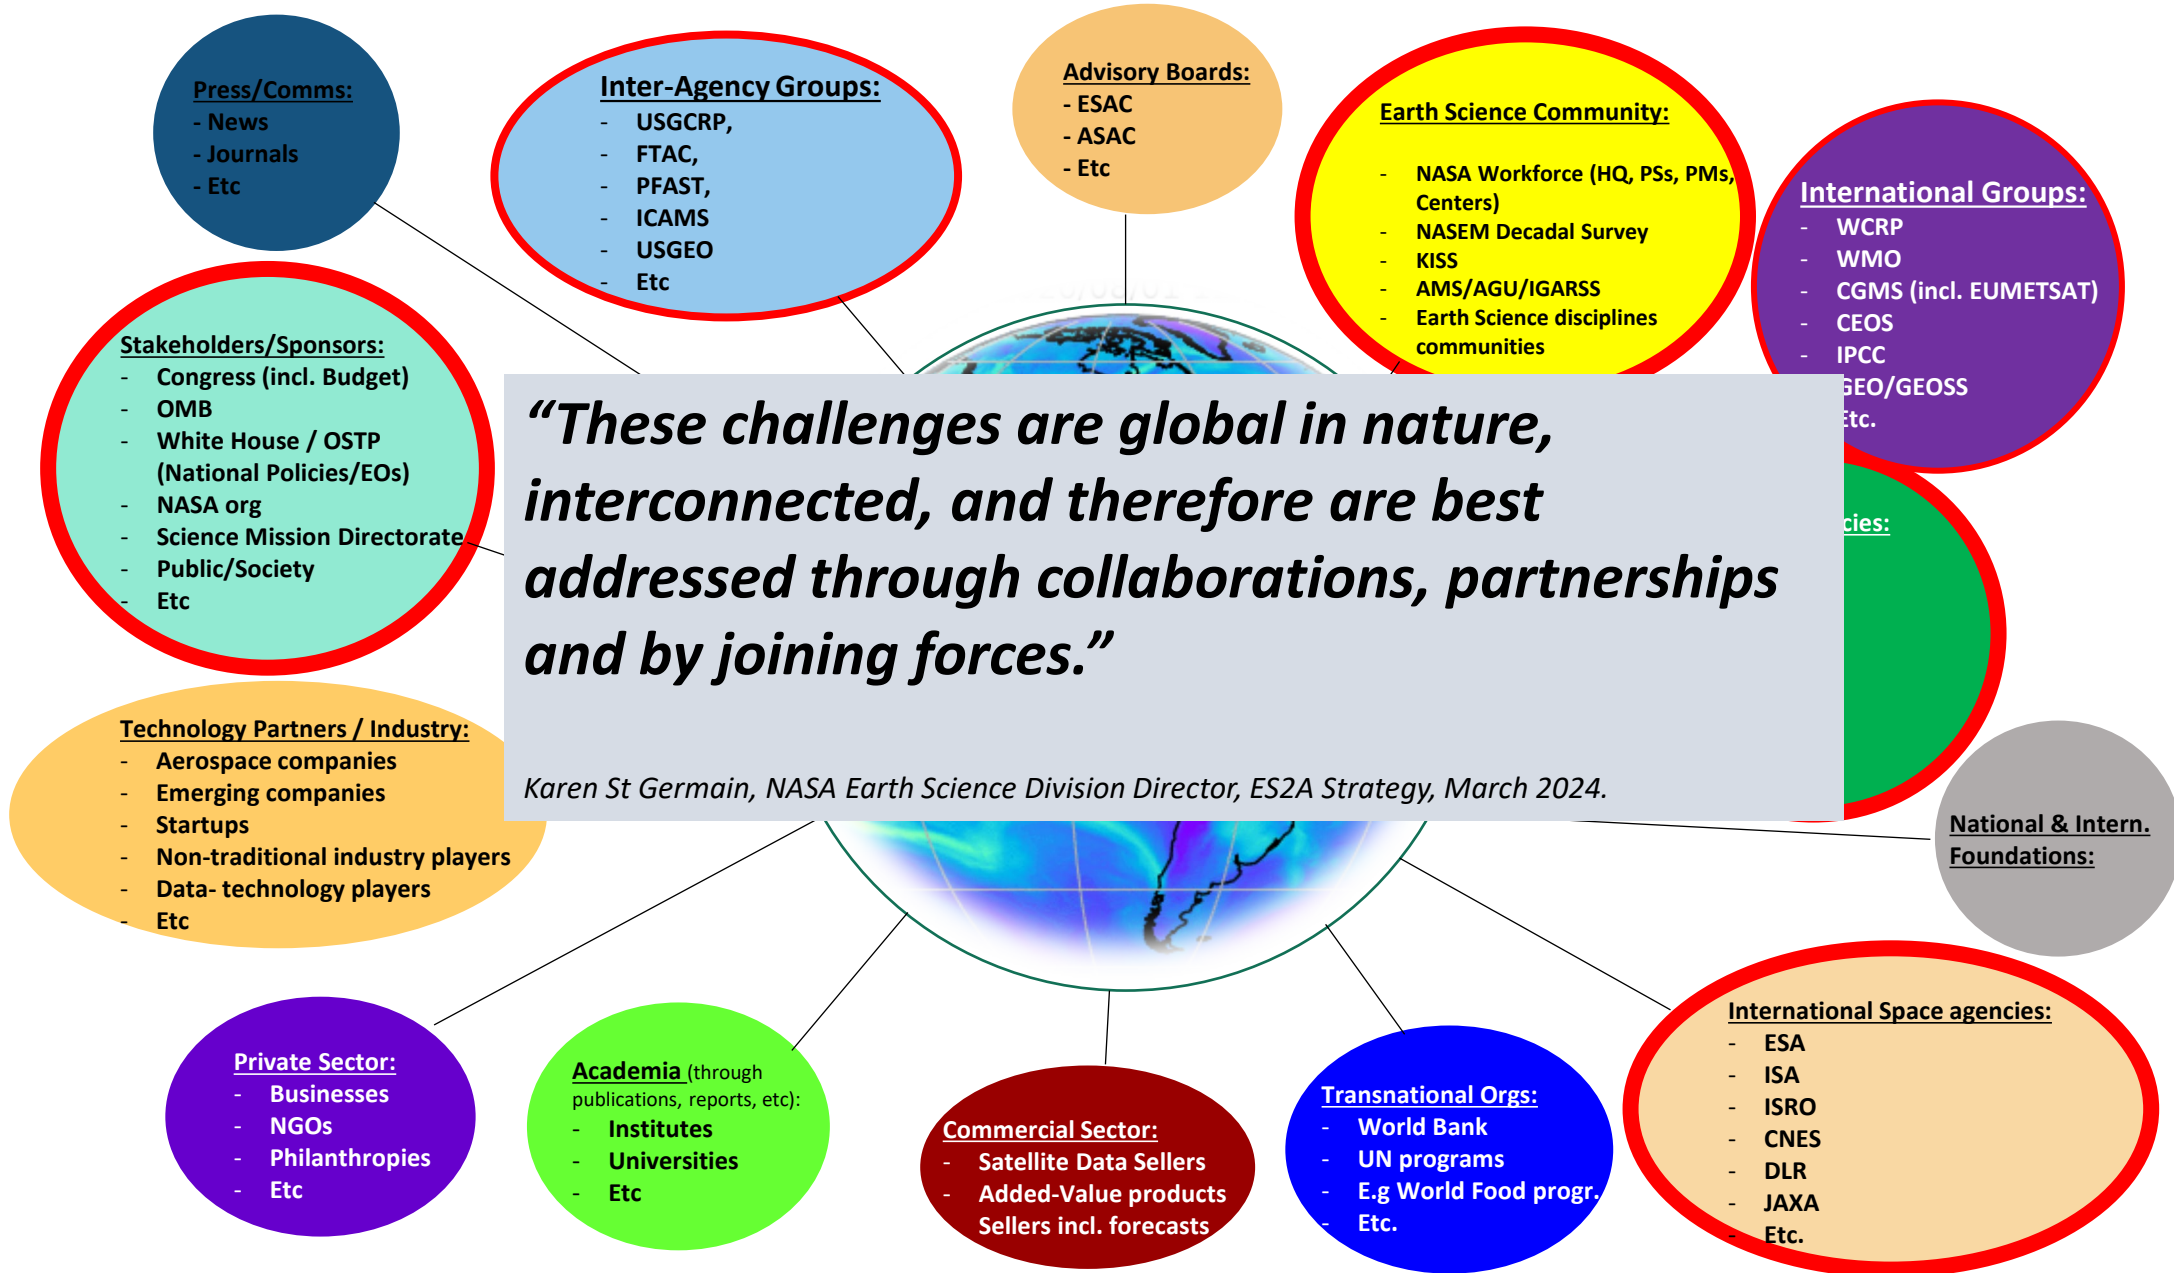 Press/Comms:
- News
- Journals
- Etc
Inter-Agency Groups:
- USGCRP,
- FTAC,
- PFAST,
- ICAMS
- USGEO
- Etc
Advisory Boards:
- ESAC
- ASAC
- Etc
Earth Science Community:
- NASA Workforce (HQ, PSs, PMs,
Centers)
- NASEM Decadal Survey
- KISS
- AMS/AGU/IGARSS
- Earth Science disciplines
communities
International Groups:
- WCRP
- WMO
- CGMS (incl. EUMETSAT)
- CEOS
- IPCC
GEO/GEOSS
Etc.
Stakeholders/Sponsors:
- Congress (incl. Budget)
- OMB
- White House / OSTP
(National Policies/EOs)
- NASA org
- Science Mission Directorate
- Public/Society
- Etc
“These challenges are global in nature,
interconnected, and therefore are best
addressed through collaborations, partnerships
and by joining forces.”
Karen St Germain, NASA Earth Science Division Director, ES2A Strategy, March 2024.
cies:
Technology Partners / Industry:
- Aerospace companies
- Emerging companies
- Startups
- Non-traditional industry players
- Data- technology players
- Etc
National & Intern.
Foundations:
Private Sector:
- Businesses
- NGOs
- Philanthropies
- Etc
Academia (through
publications, reports, etc):
- Institutes
- Universities
- Etc
Commercial Sector:
- Satellite Data Sellers
- Added-Value products
Sellers incl. forecasts
Transnational Orgs:
- World Bank
- UN programs
- E.g World Food progr.
- Etc.
International Space agencies:
- ESA
- ISA
- ISRO
- CNES
- DLR
- JAXA
- Etc.